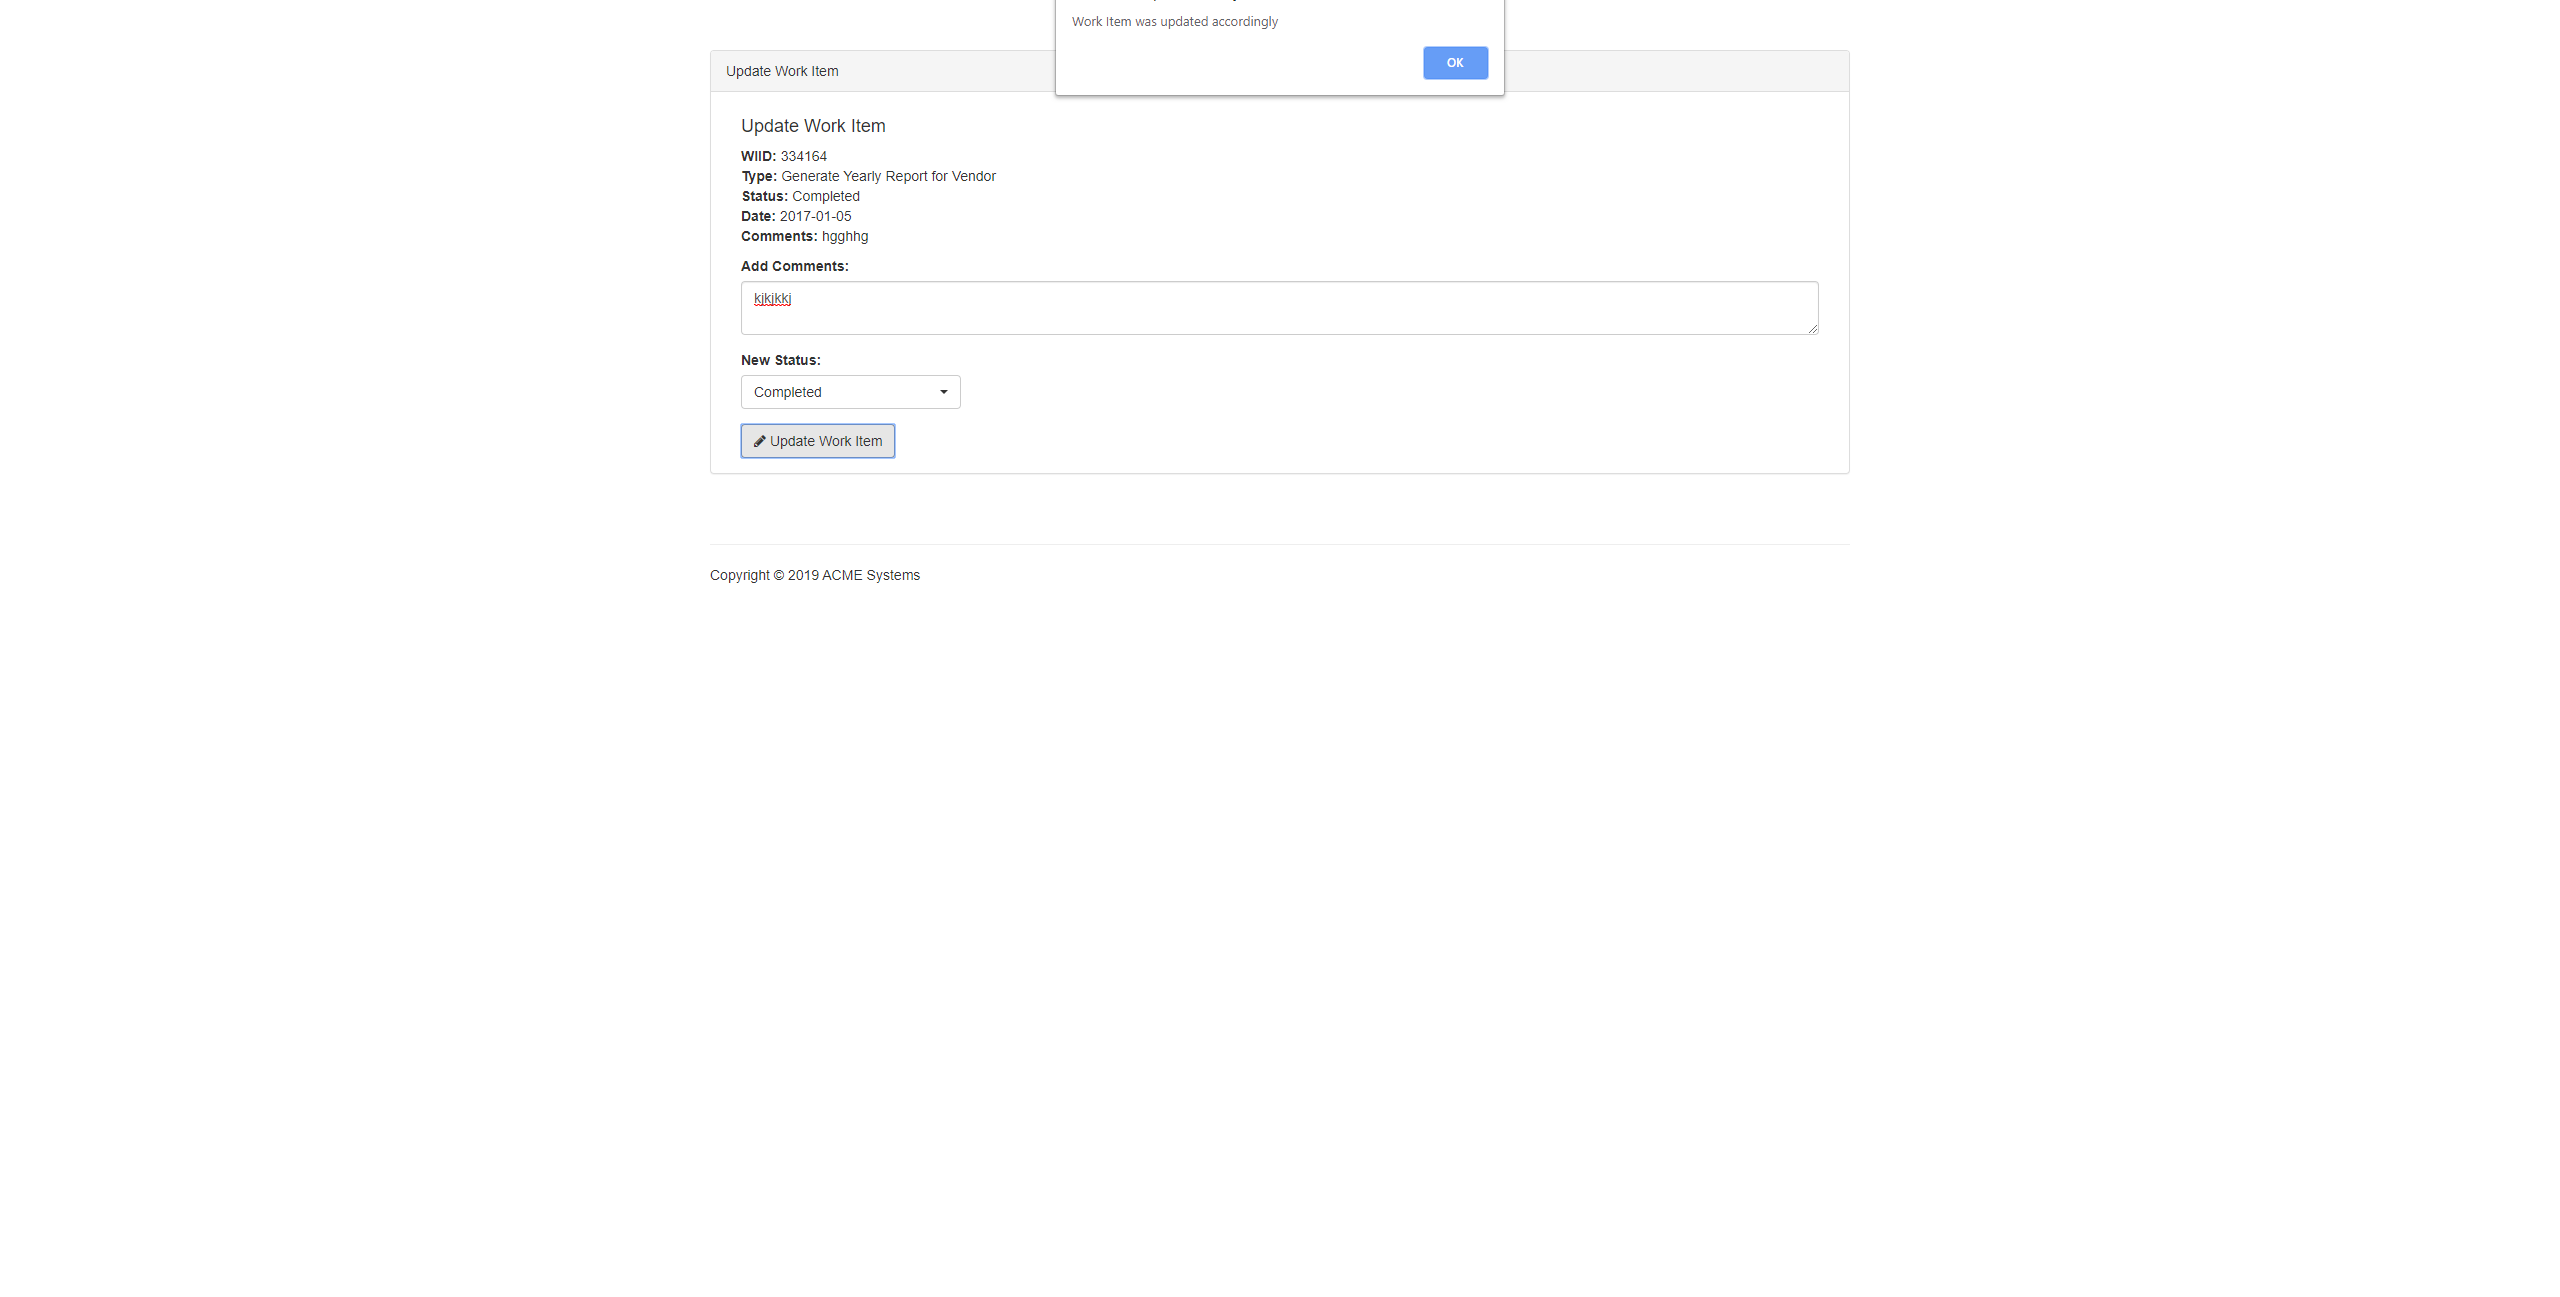 Work Item was updated accordingly
OK
Update Work Item
Update Work Item
WIID: 334164
Type: Generate Yearly Report for Vendor
Status: Completed
Date: 2017-01-05
Comments: hgghhg
Add Comments:
kjkjkkj
New Status:
Completed
Update Work Item
Copyright © 2019 ACME Systems